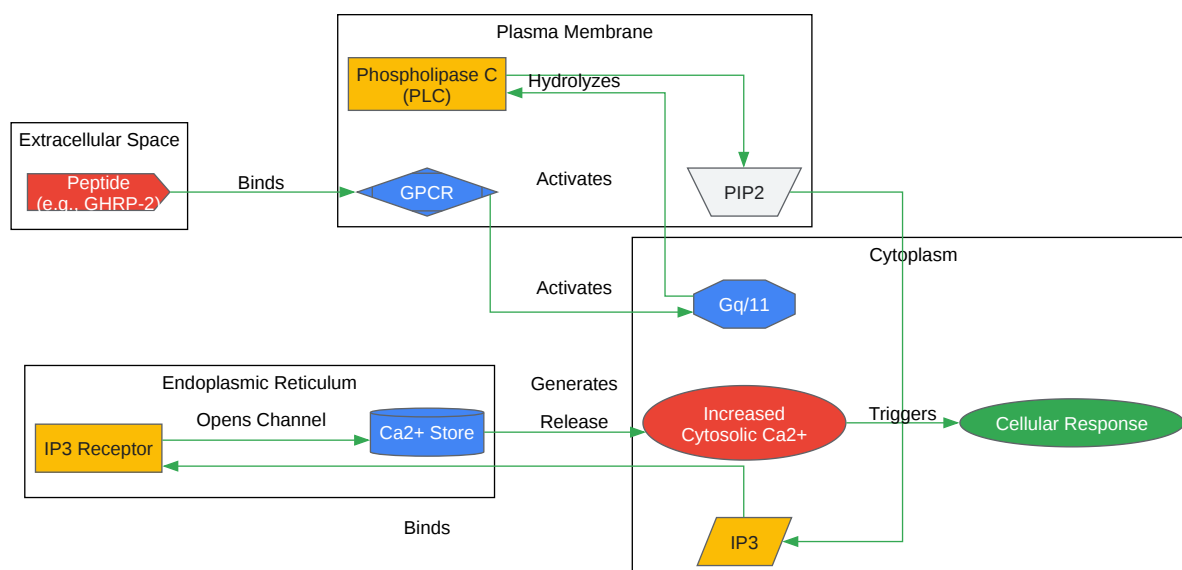 Plasma Membrane
Phospholipase C
(PLC)
Hydrolyzes
Extracellular Space
Peptide
(e.g., GHRP-2)
Binds
GPCR
Activates
PIP2
Cytoplasm
Activates
Gq/11
Endoplasmic Reticulum
Generates
Opens Channel
IP3 Receptor
Ca2+ Store
Release
Increased
Cytosolic Ca2+
Triggers
Cellular Response
Binds
IP3